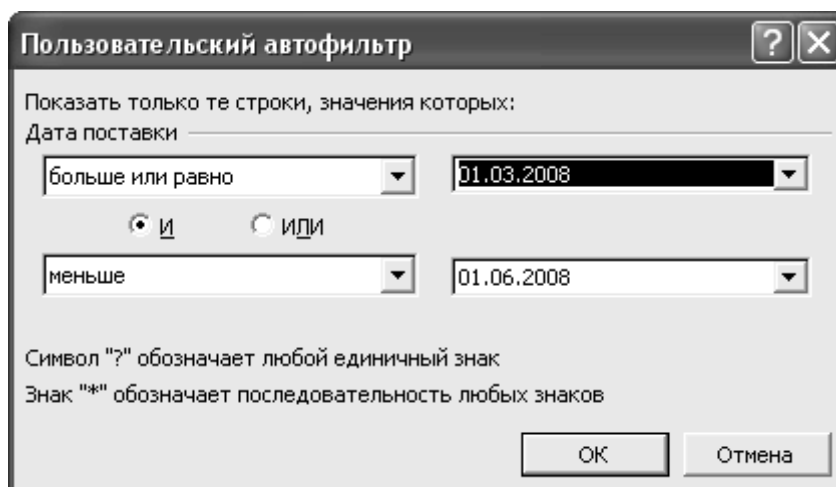 Пользовательский автофильтр
Показать только те строки, значения которых:
Дата поставки
больше или равно 01.03.2008
И ИЛИ
меньше 01.06.2008
Символ "?" обозначает любой единичный знак
Знак "*" обозначает последовательность любых знаков
ОК Отмена